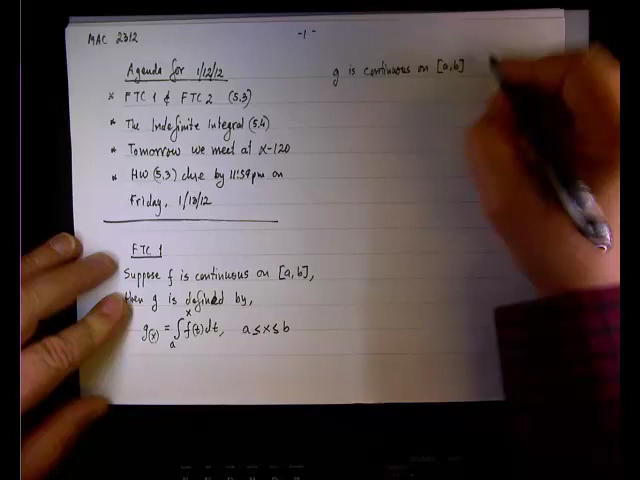 MAC 2312
-1-
Agenda for 1/12/12
* FTC 1 & FTC 2 (5.3)
* The Indefinite Integral (5.4)
* Tomorrow we meet at X-120
* HW (5.3) due by 11:59pm on
Friday, 1/13/12
FTC 1
Suppose f is continuous on [a,b],
then g is defined by,
g(x) = ∫ₐˣ f(t)dt, a ≤ x ≤ b
g is continuous on [a,b]